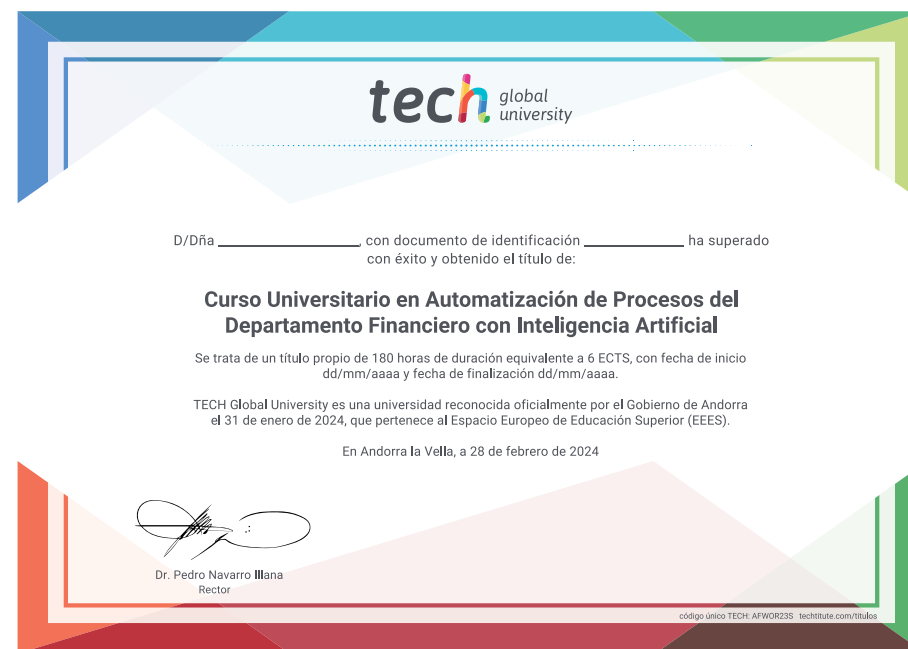 tech global university
D/Dña ____________, con documento de identificación ____________ ha superado
con éxito y obtenido el título de:
Curso Universitario en Automatización de Procesos del
Departamento Financiero con Inteligencia Artificial
Se trata de un título propio de 180 horas de duración equivalente a 6 ECTS, con fecha de inicio
dd/mm/aaaa y fecha de finalización dd/mm/aaaa.
TECH Global University es una universidad reconocida oficialmente por el Gobierno de Andorra
el 31 de enero de 2024, que pertenece al Espacio Europeo de Educación Superior (EEES).
En Andorra la Vella, a 28 de febrero de 2024
Dr. Pedro Navarro Illana
Rector
código único TECH: AFWOR23S techtitute.com/titulos